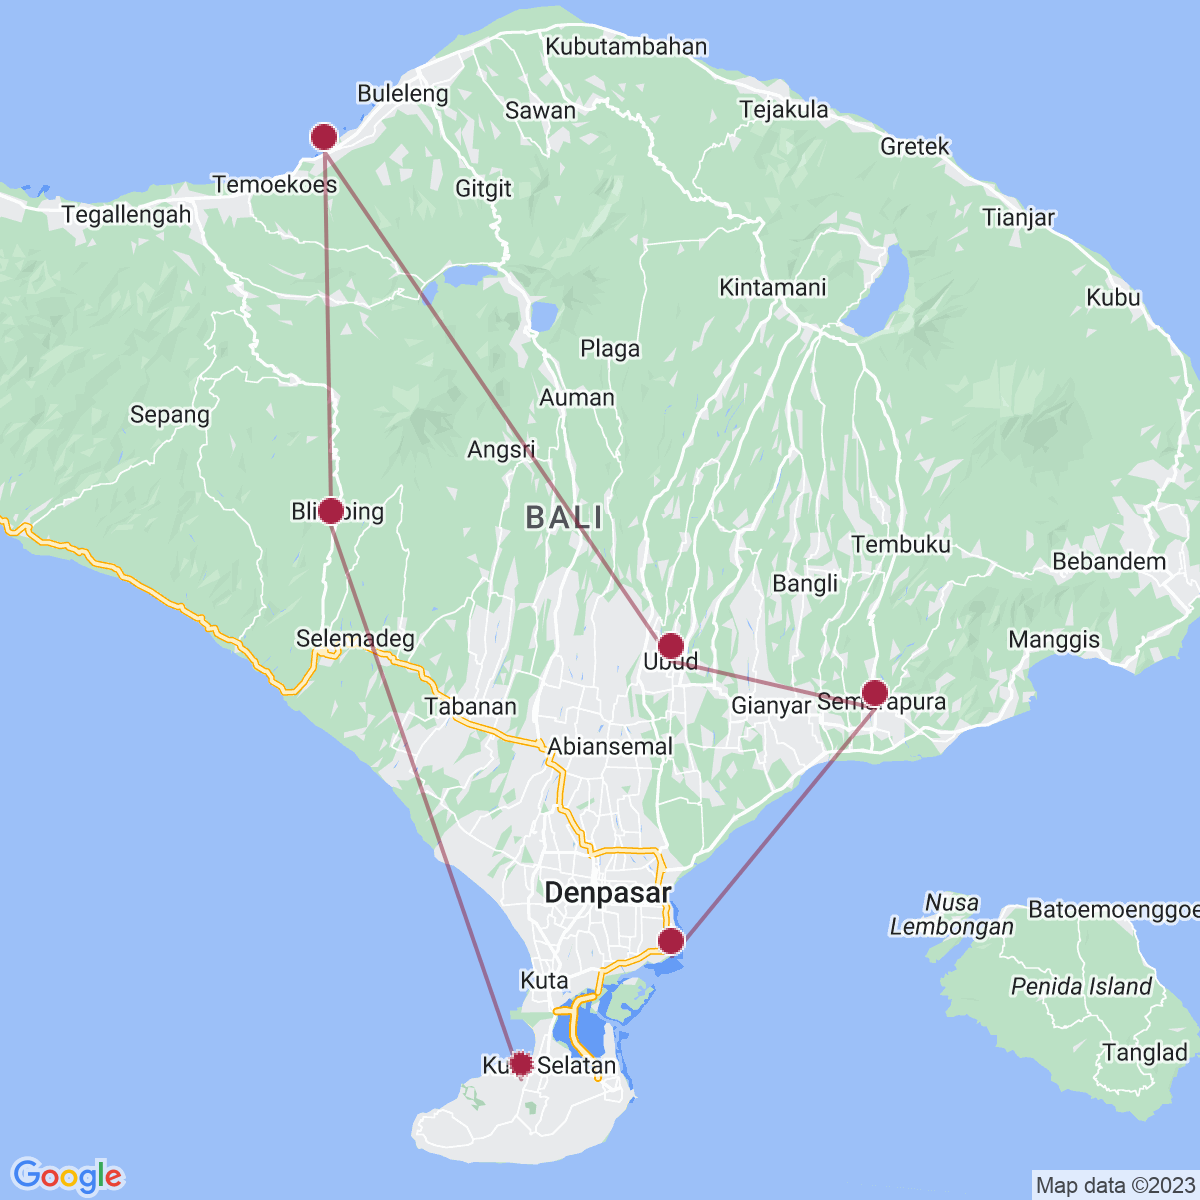 Kubutambahan
Buleleng
Sawan
Tejakula
Gretek
Temoekoes
Gitgit
Tegallengah
Tianjar
Kintamani
Kubu
Plaga
Auman
Sepang
Angsri
BALI
Tembuku
Bebandem
Bangli
Selemadeg
Manggis
Ubud
Gianyar
Tabanan
Abiansemal
Denpasar
Nusa
Lembongan
Batoemoenggoe
Kuta
Penida Island
Tanglad
Selatan
Google
Map data ©2023